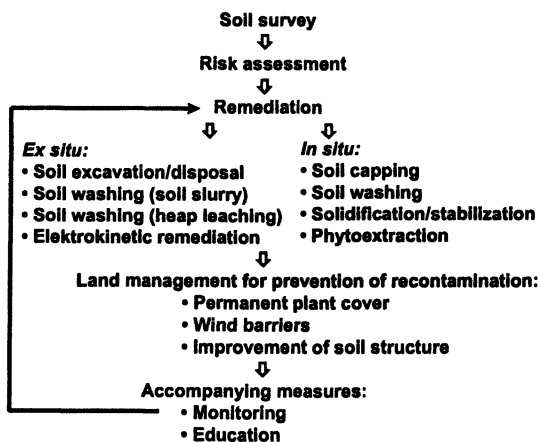 Soil survey
Risk assessment
Remediation
Ex situ:
• Soil excavation/disposal
• Soil washing (soil slurry)
• Soil washing (heap leaching)
• Elektrokinetic remediation
In situ:
• Soil capping
• Soil washing
• Solidification/stabilization
• Phytoextraction
Land management for prevention of recontamination:
• Permanent plant cover
• Wind barriers
• Improvement of soil structure
Accompanying measures:
• Monitoring
• Education